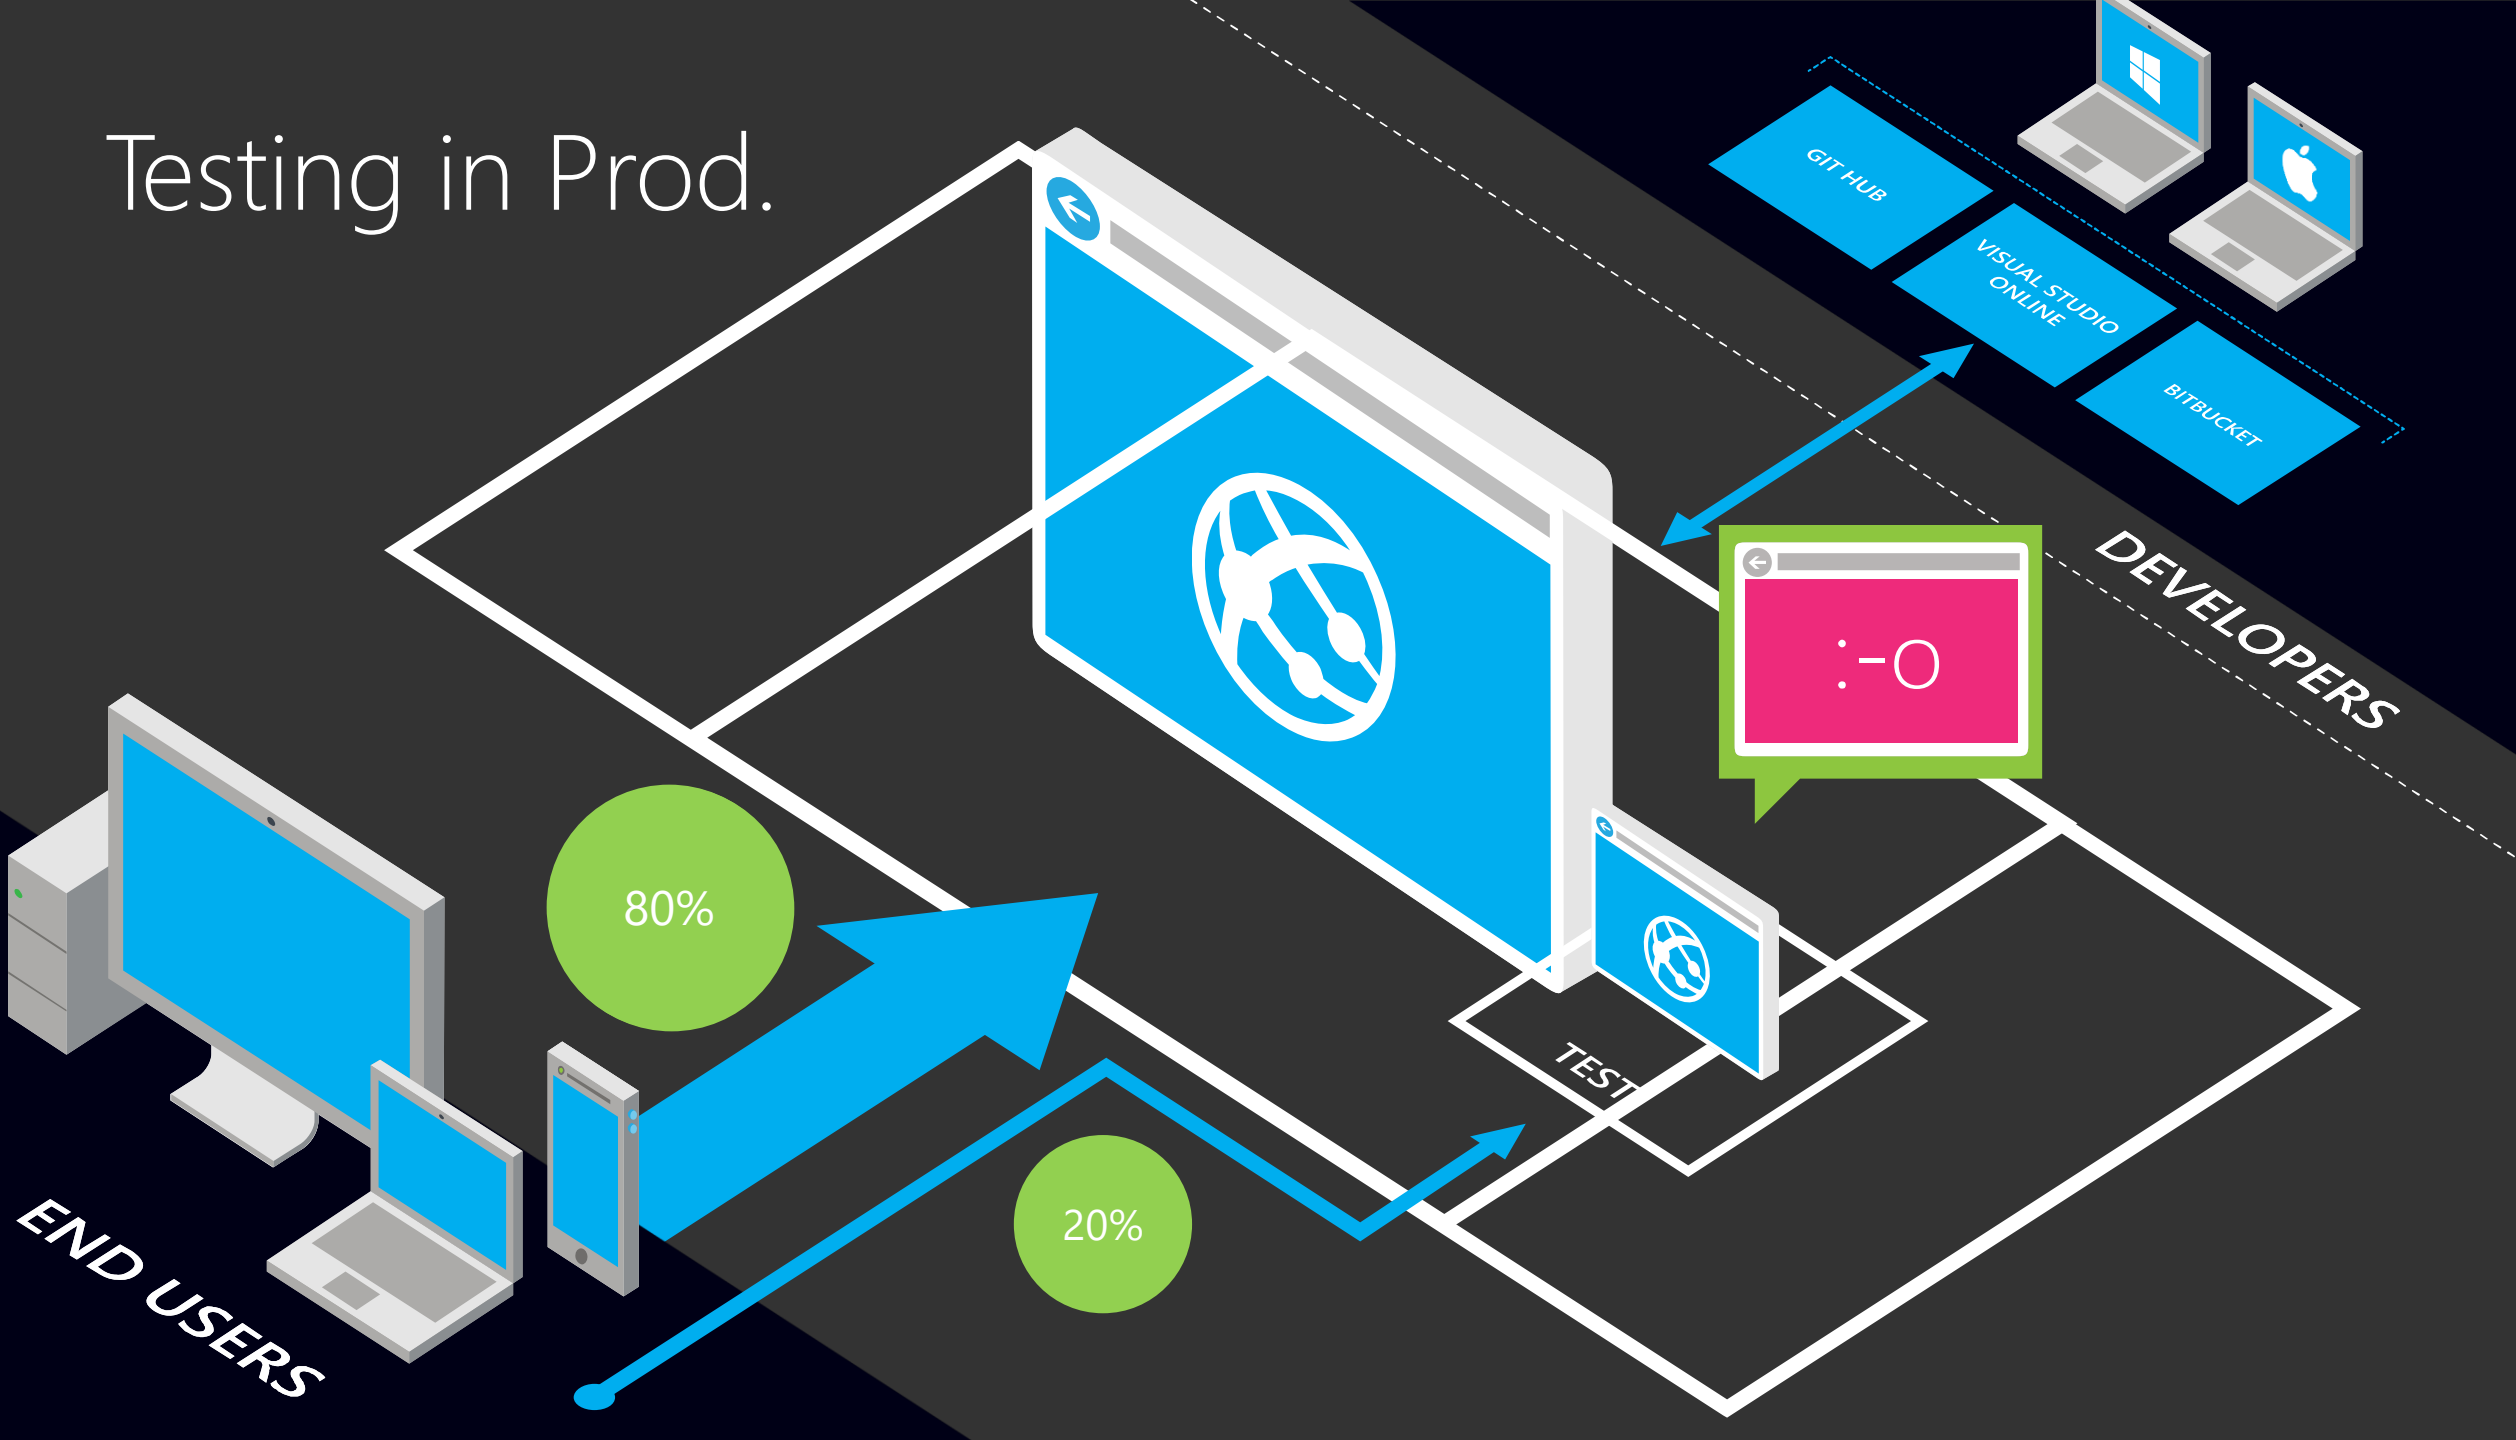 Testing in Prod.
GIT HUB
VISUAL STUDIO
ONLINE
BITBUCKET
DEVELOPERS
:-O
80%
TEST
20%
END USERS